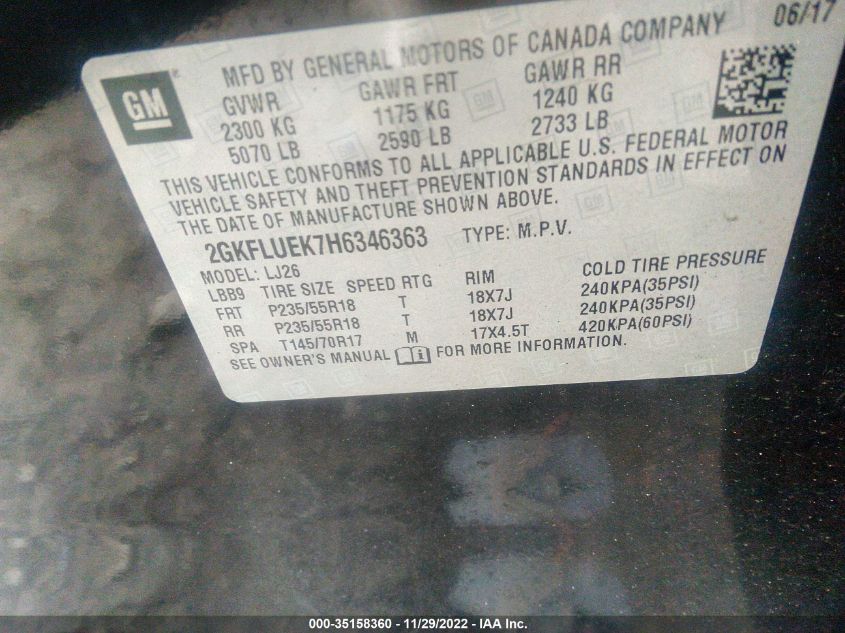 06/17
GM
MFD BY GENERAL MOTORS OF CANADA COMPANY
GVWR GAWR FRT GAWR RR
2300 KG 1175 KG 1240 KG
5070 LB 2590 LB 2733 LB
THIS VEHICLE CONFORMS TO ALL APPLICABLE U.S. FEDERAL MOTOR
VEHICLE SAFETY AND THEFT PREVENTION STANDARDS IN EFFECT ON
THE DATE OF MANUFACTURE SHOWN ABOVE.
2GKFLUEK7H6346363 TYPE: M.P.V.
MODEL: LJ26
LBB9 TIRE SIZE SPEED RTG RIM COLD TIRE PRESSURE
FRT P235/55R18 T 18X7J 240KPA(35PSI)
RR P235/55R18 T 18X7J 240KPA(35PSI)
SPA T145/70R17 M 17X4.5T 420KPA(60PSI)
SEE OWNER'S MANUAL FOR MORE INFORMATION.
000-35158360 - 11/29/2022 - IAA Inc.